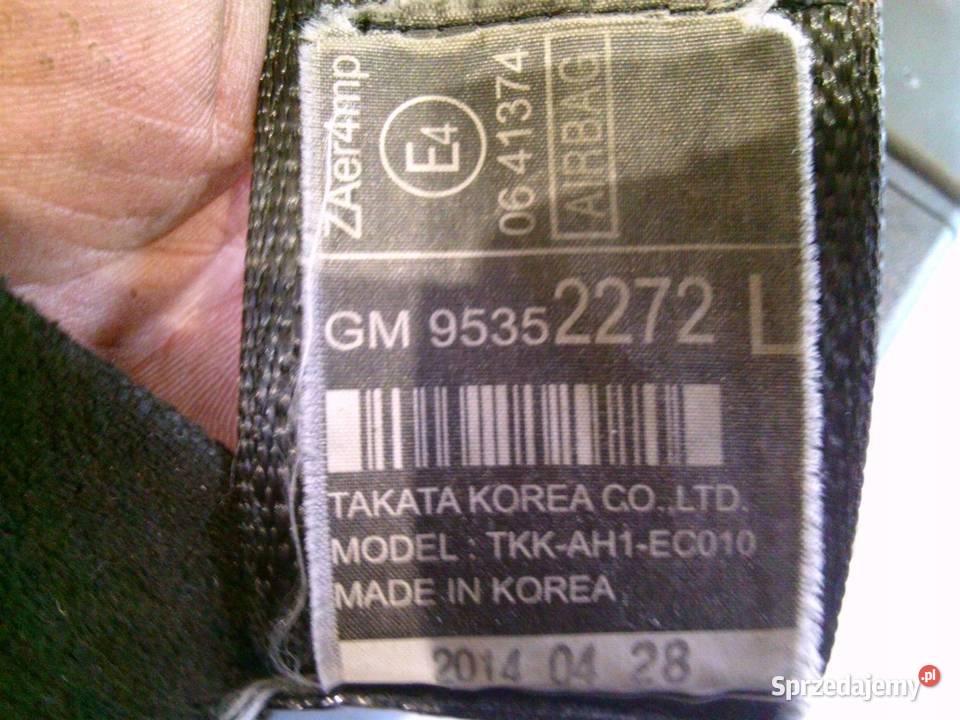 ZAer4mp
E4
06 41374
AIRBAG
GM 95352272 L
TAKATA KOREA CO.,LTD.
MODEL : TKK-AH1-EC010
MADE IN KOREA
2014 04 28
Sprzedajemy.pl